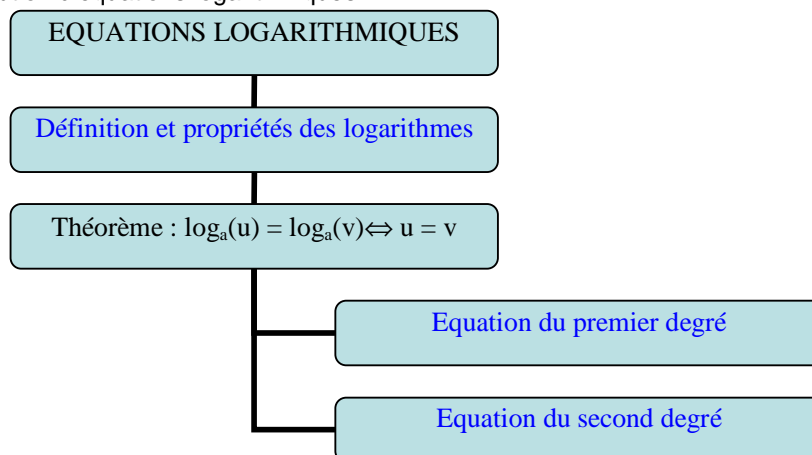 EQUATIONS LOGARITHMIQUES
Définition et propriétés des logarithmes
Théorème : logₐ(u) = logₐ(v)⇔ u = v
Equation du premier degré
Equation du second degré